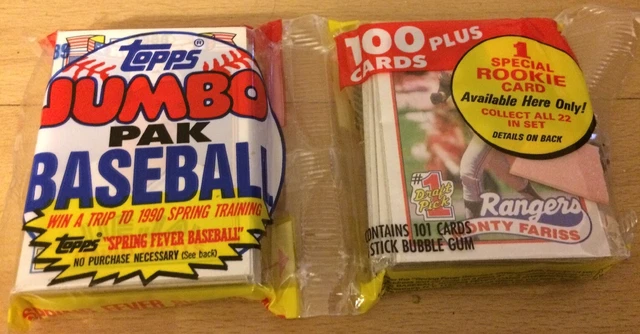 Topps®
JUMBO
PAK
BASEBALL
WIN A TRIP TO 1990 SPRING TRAINING
Topps "SPRING FEVER BASEBALL"
NO PURCHASE NECESSARY (See back)
100 PLUS
CARDS
1
SPECIAL
ROOKIE
CARD
Available Here Only!
COLLECT ALL 22
IN SET
DETAILS ON BACK
#1
Draft
Pick
Rangers
ONTY FARISS
ONTAINS 101 CARDS
STICK BUBBLE GUM